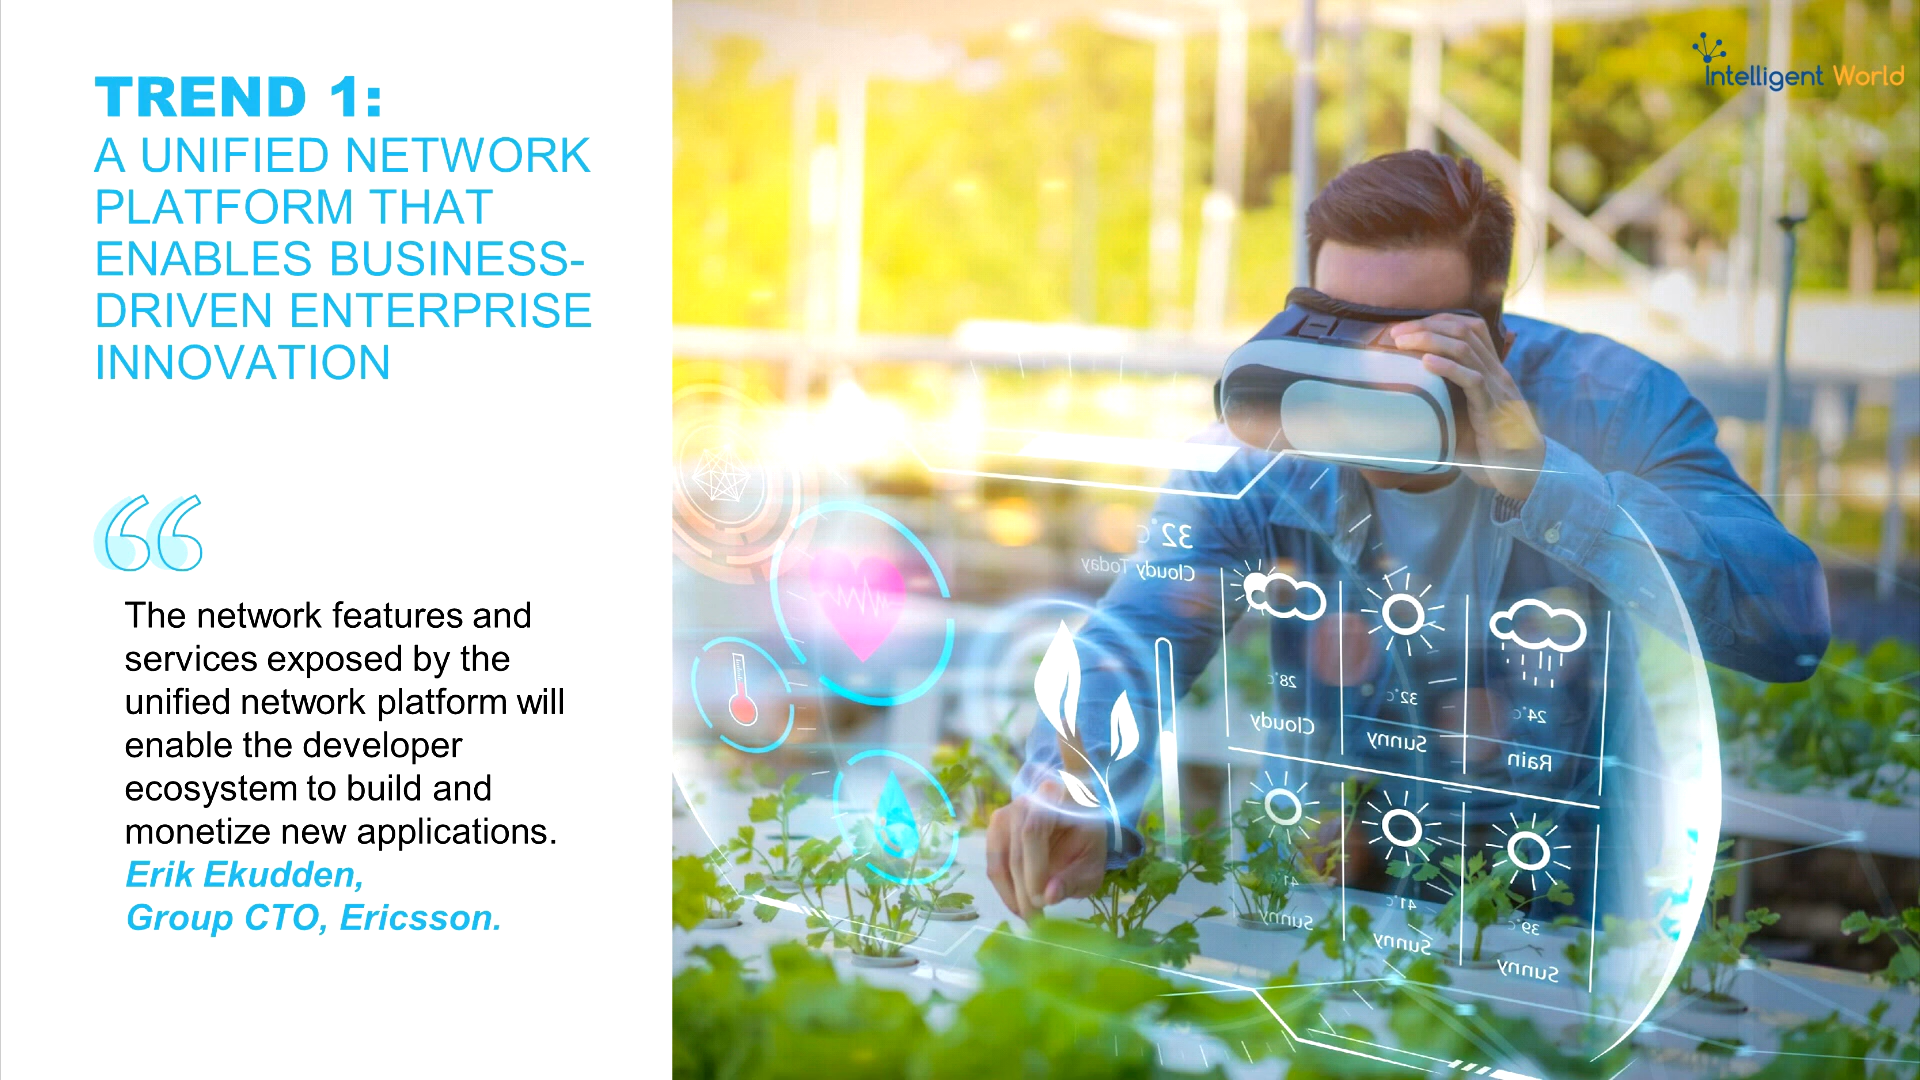 TREND 1:
A UNIFIED NETWORK
PLATFORM THAT
ENABLES BUSINESS-
DRIVEN ENTERPRISE
INNOVATION
The network features and
services exposed by the
unified network platform will
enable the developer
ecosystem to build and
monetize new applications.
Erik Ekudden,
Group CTO, Ericsson.
Intelligent World
32°C
Cloudy Today
28°C
Cloudy
32°C
Sunny
24°C
Rain
41°
Sunny
41°C
Sunny
39°C
Sunny